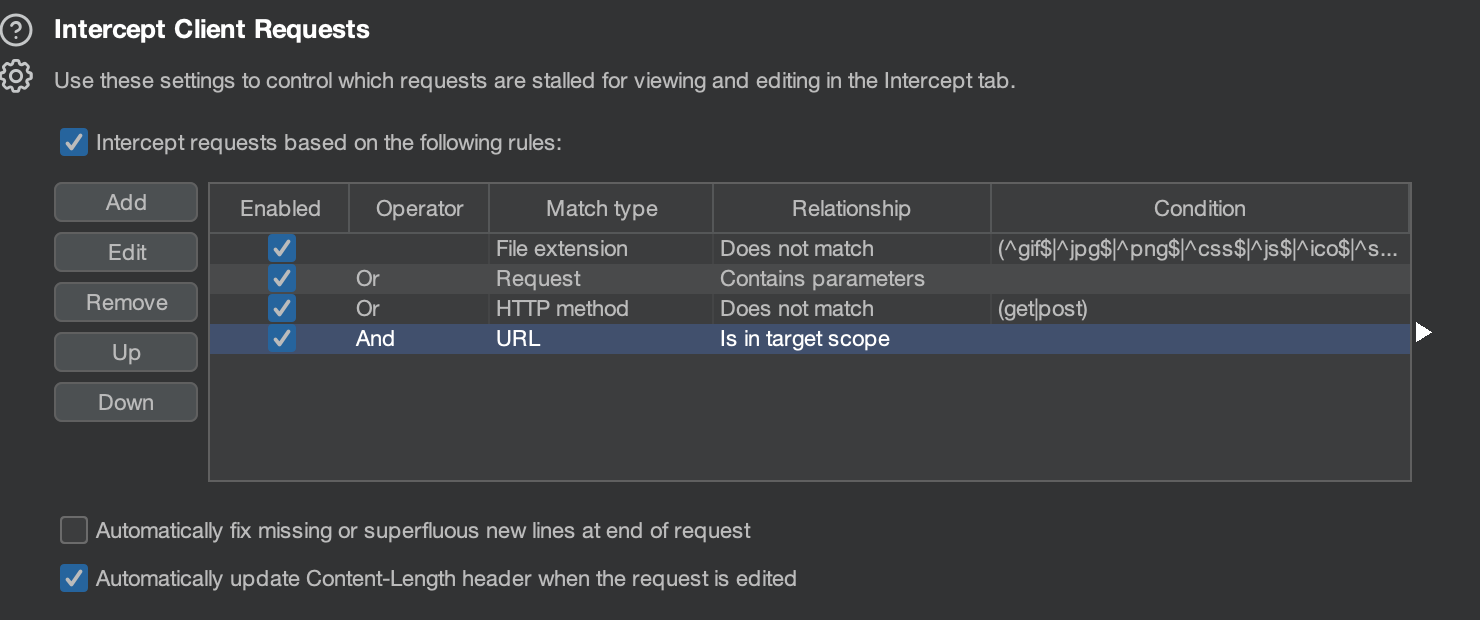 Intercept Client Requests
Use these settings to control which requests are stalled for viewing and editing in the Intercept tab.
Intercept requests based on the following rules:
Add
Edit
Remove
Up
Down
Enabled Operator Match type Relationship Condition
File extension Does not match (^gif$|^jpg$|^png$|^css$|^js$|^ico$|^s...
Or Request Contains parameters
Or HTTP method Does not match (get|post)
And URL Is in target scope
Automatically fix missing or superfluous new lines at end of request
Automatically update Content-Length header when the request is edited